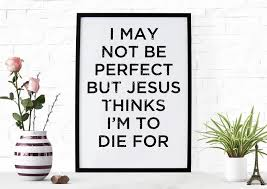 I MAY
NOT BE
PERFECT
BUT JESUS
THINKS
I'M TO
DIE FOR